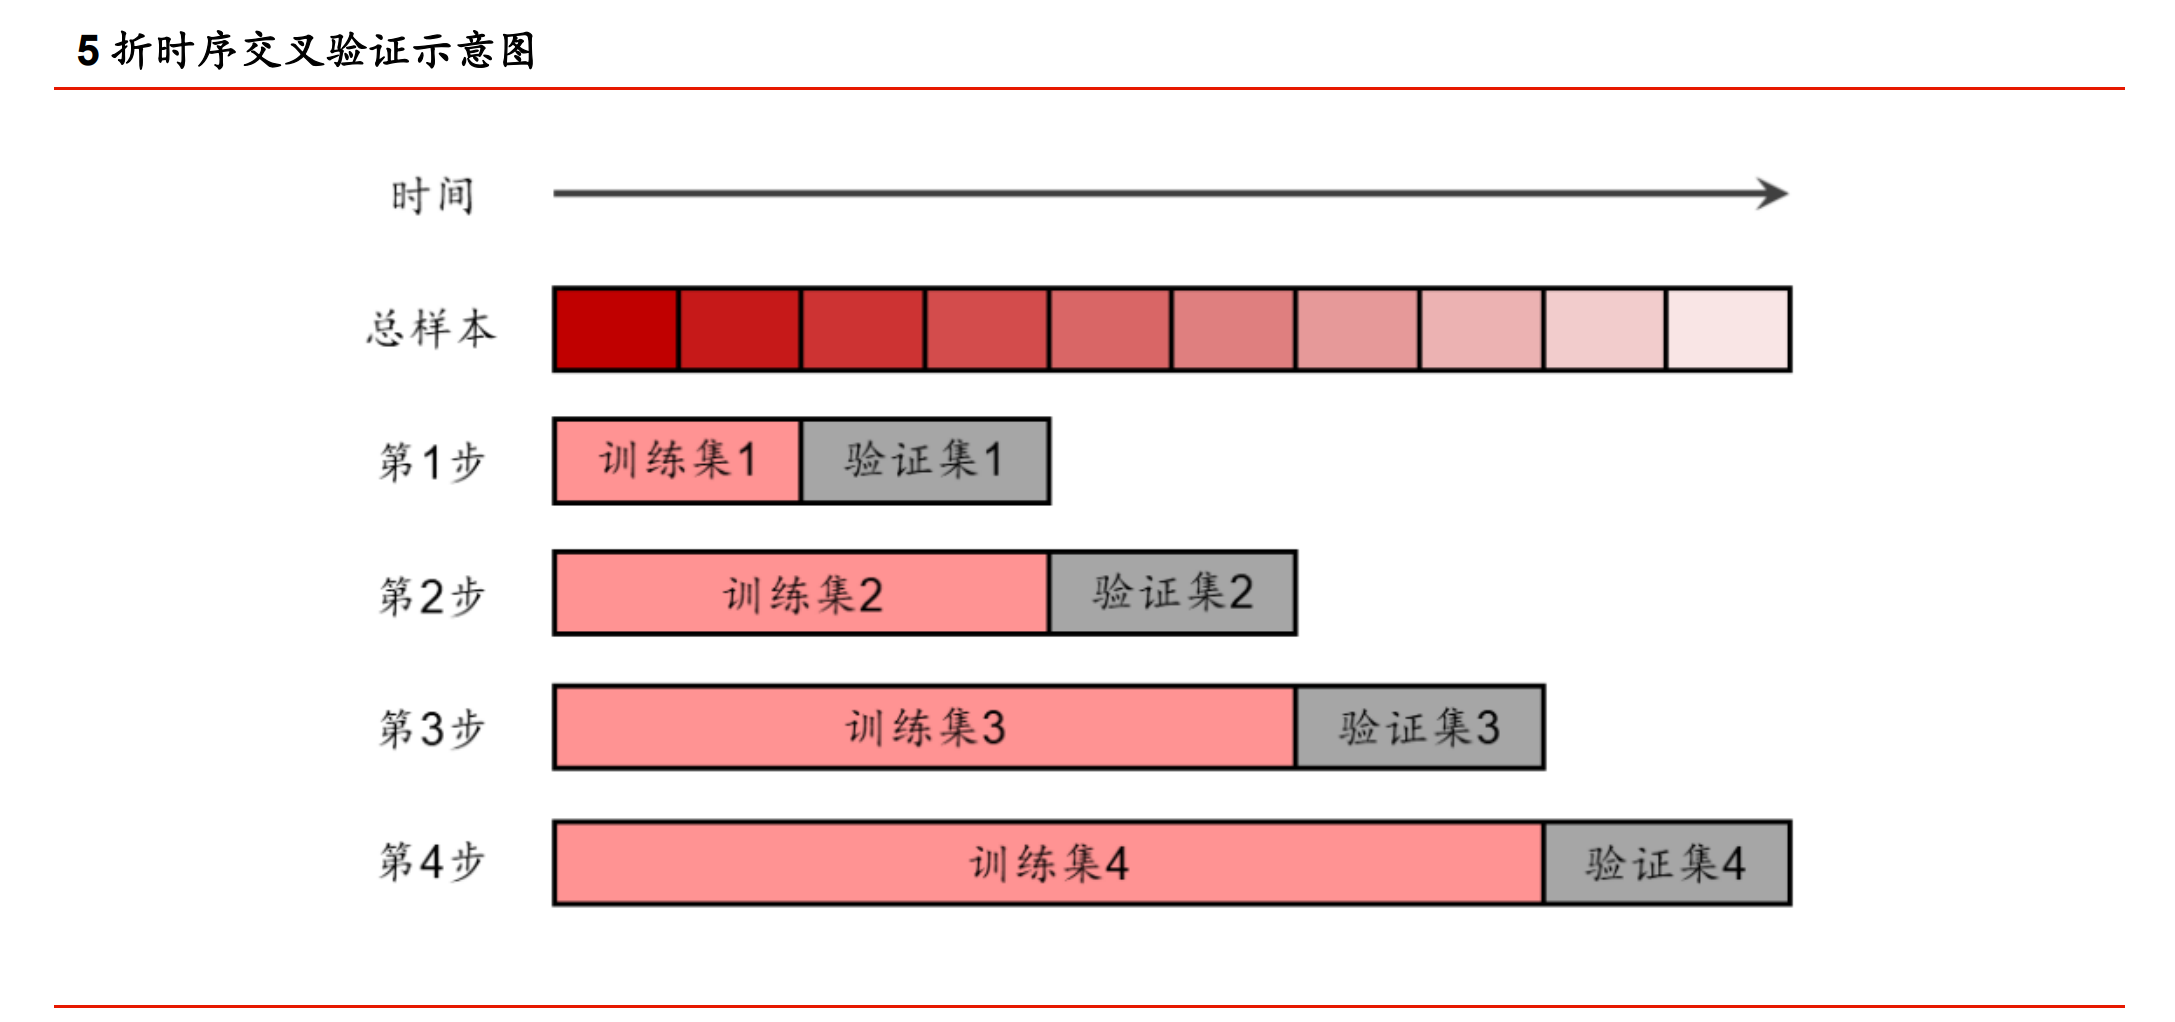 5 折时序交叉验证示意图
时间
总样本
第1步 训练集1 验证集1
第2步 训练集2 验证集2
第3步 训练集3 验证集3
第4步 训练集4 验证集4